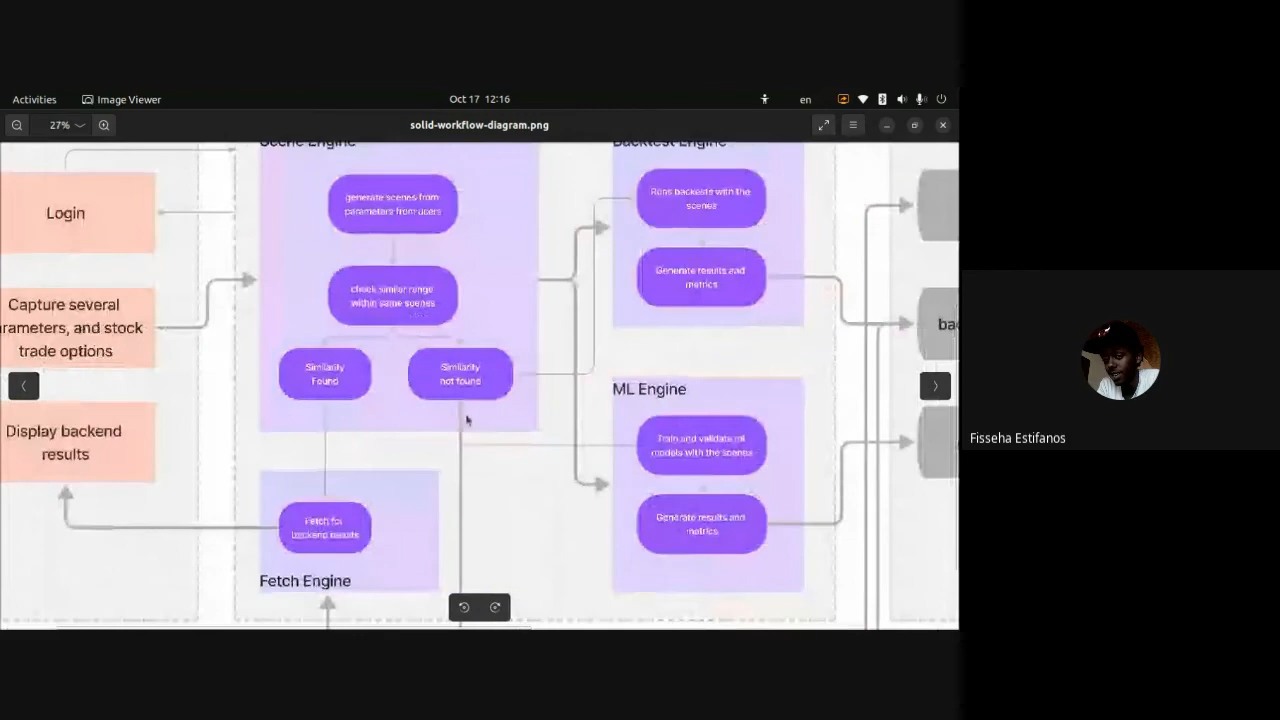 Activities
Image Viewer
Oct 17 12:16
en
27%
solid-workflow-diagram.png
Scene Engine
Backtest Engine
Login
generate scenes from
parameters from users
Runs backests with the
scenes
check similar range
within same scenes
Generate results and
metrics
Capture several
rameters, and stock
trade options
bac
Similarity
Found
Similarity
not found
ML Engine
Display backend
results
Train and validate ml
models with the scenes
Generate results and
metrics
Fetch for
backend results
Fetch Engine
Fisseha Estifanos